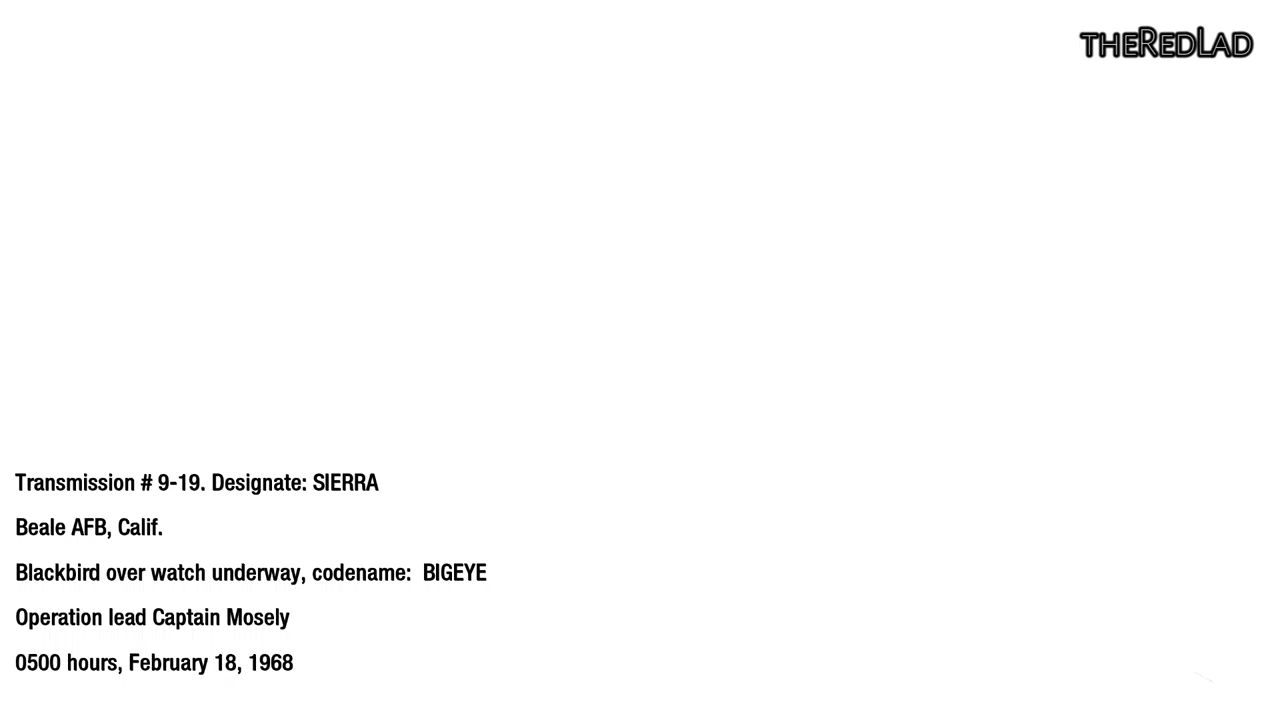 THEREDLAD
Transmission # 9-19. Designate: SIERRA
Beale AFB, Calif.
Blackbird over watch underway, codename:  BIGEYE
Operation lead Captain Mosely
0500 hours, February 18, 1968